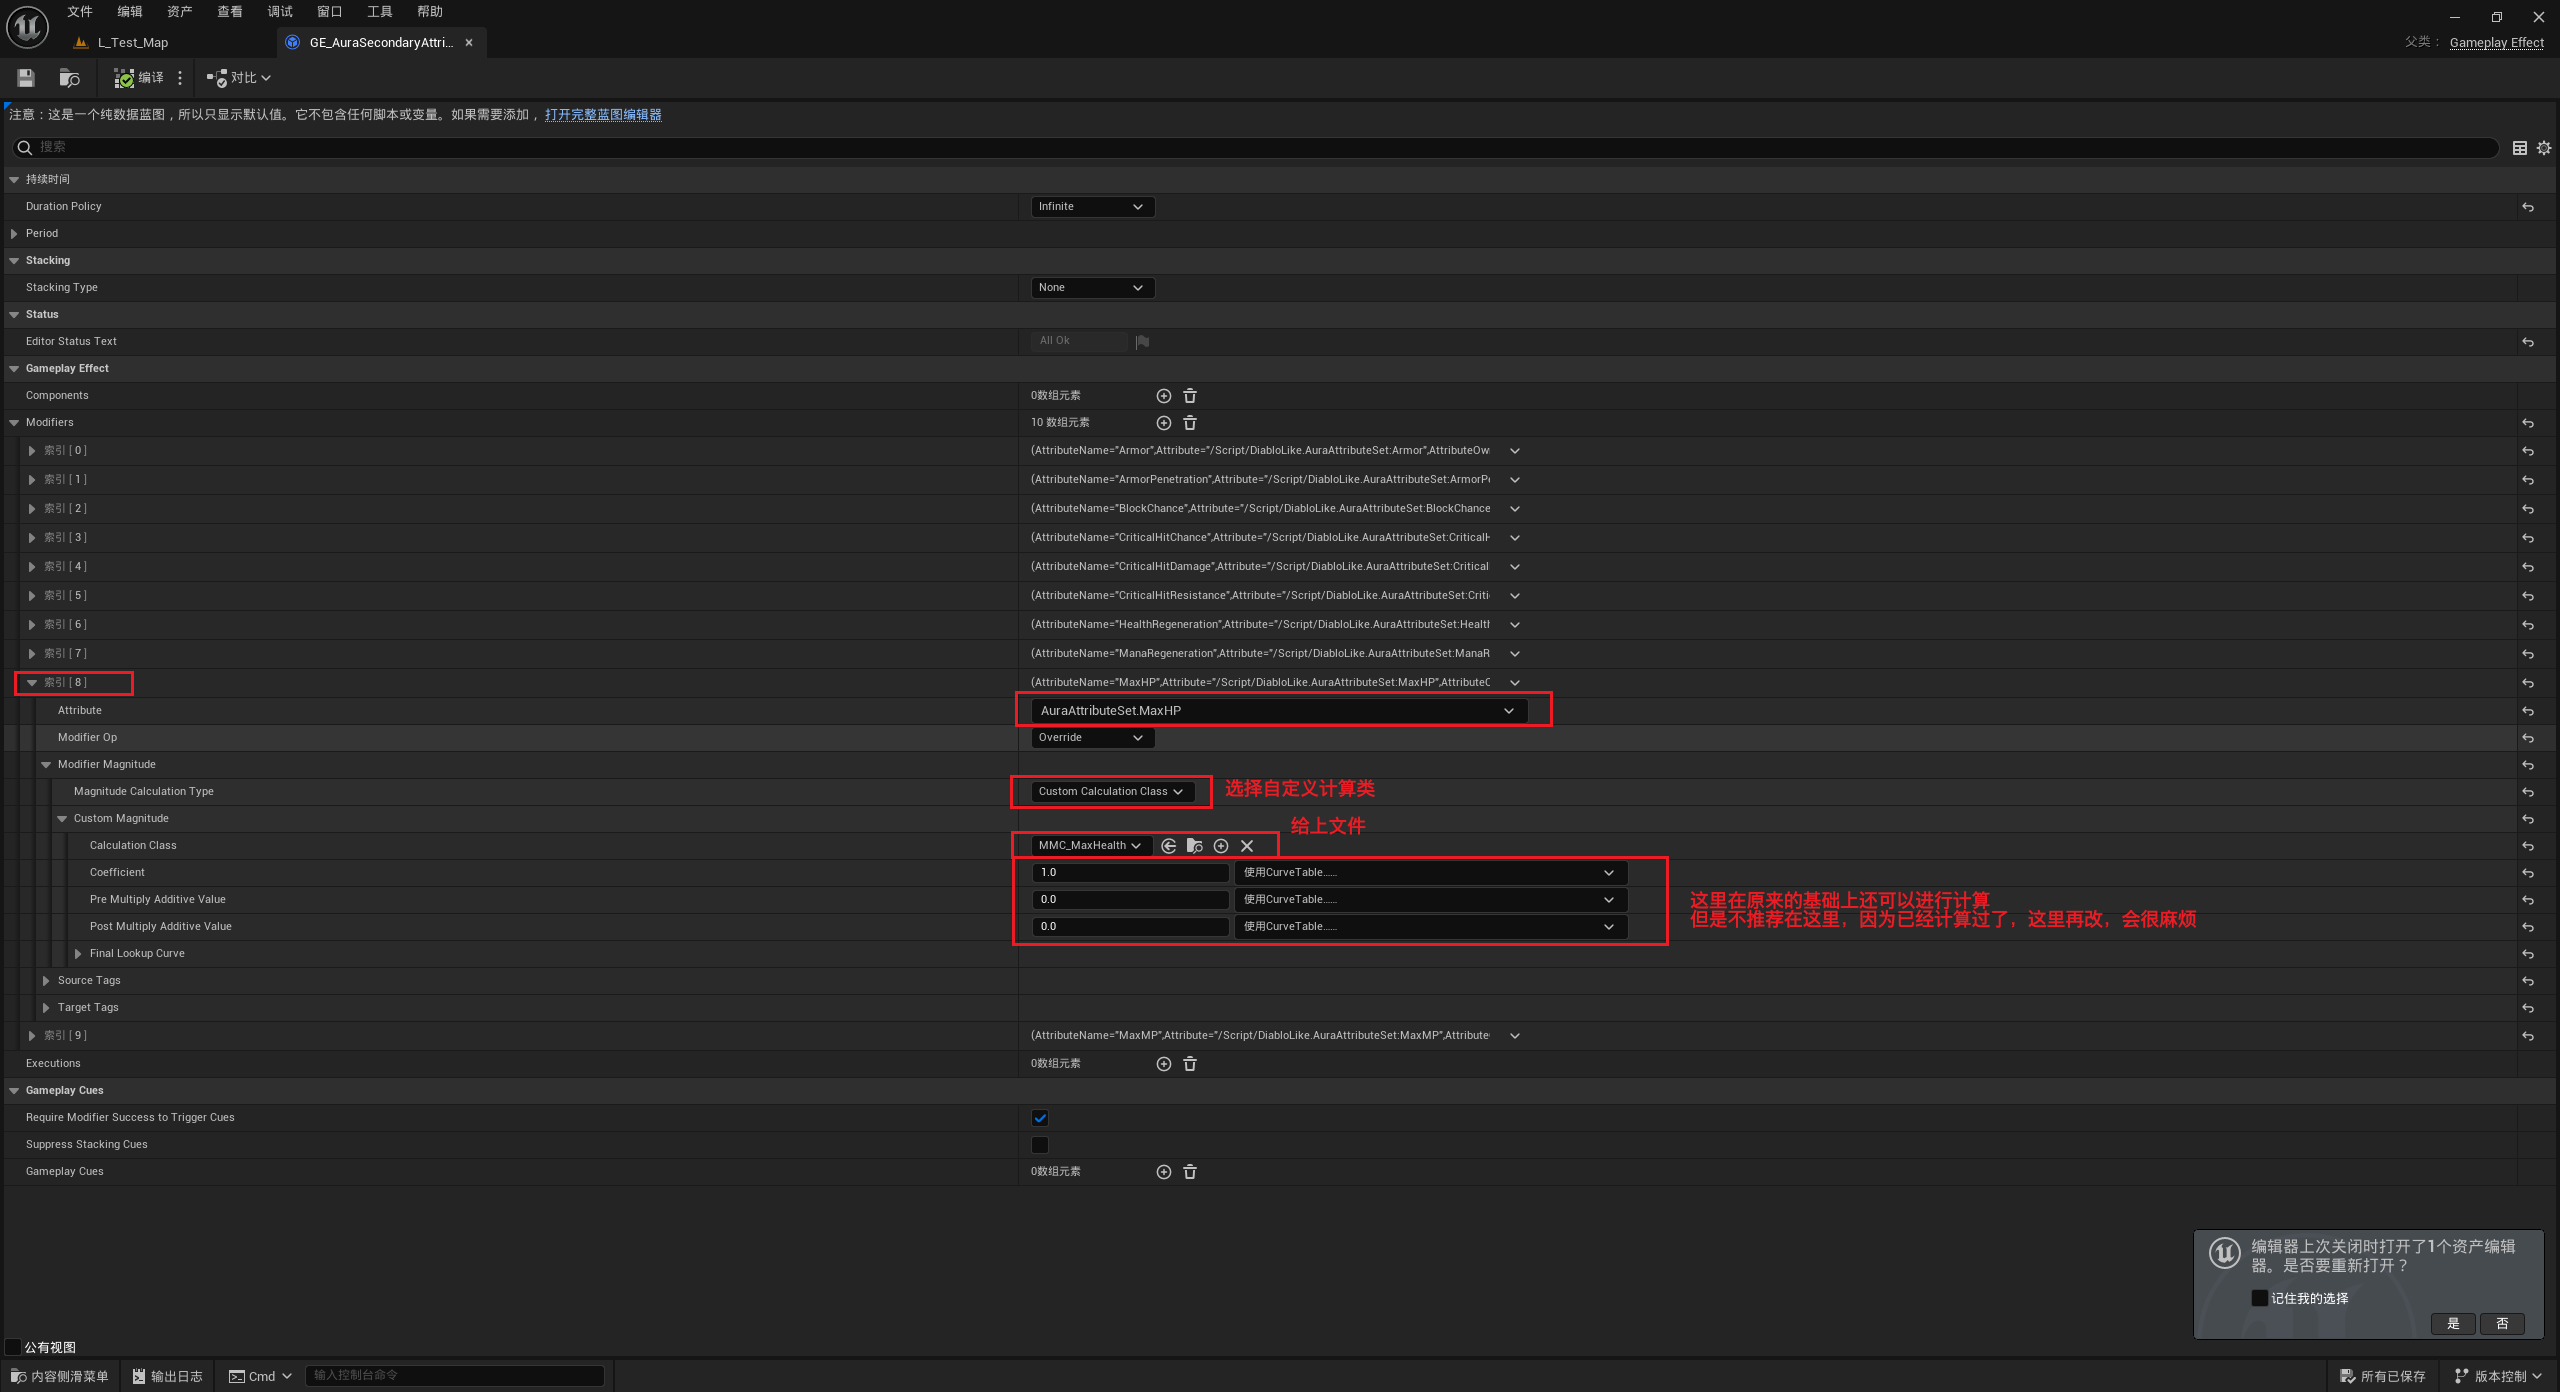 文件 编辑 资产 查看 调试 窗口 工具 帮助
L_Test_Map
GE_AuraSecondaryAttri...
父类： Gameplay Effect
编译
对比
注意：这是一个纯数据蓝图，所以只显示默认值。它不包含任何脚本或变量。如果需要添加，打开完整蓝图编辑器
搜索
持续时间
Duration Policy Infinite
Period
Stacking
Stacking Type None
Status
Editor Status Text All Ok
Gameplay Effect
Components 0数组元素
Modifiers 10 数组元素
索引 [ 0 ] (AttributeName="Armor",Attribute="/Script/DiabloLike.AuraAttributeSet:Armor",AttributeOw
索引 [ 1 ] (AttributeName="ArmorPenetration",Attribute="/Script/DiabloLike.AuraAttributeSet:ArmorPe
索引 [ 2 ] (AttributeName="BlockChance",Attribute="/Script/DiabloLike.AuraAttributeSet:BlockChance
索引 [ 3 ] (AttributeName="CriticalHitChance",Attribute="/Script/DiabloLike.AuraAttributeSet:CriticalH
索引 [ 4 ] (AttributeName="CriticalHitDamage",Attribute="/Script/DiabloLike.AuraAttributeSet:Critical
索引 [ 5 ] (AttributeName="CriticalHitResistance",Attribute="/Script/DiabloLike.AuraAttributeSet:Criti
索引 [ 6 ] (AttributeName="HealthRegeneration",Attribute="/Script/DiabloLike.AuraAttributeSet:Health
索引 [ 7 ] (AttributeName="ManaRegeneration",Attribute="/Script/DiabloLike.AuraAttributeSet:ManaR
索引 [ 8 ] (AttributeName="MaxHP",Attribute="/Script/DiabloLike.AuraAttributeSet:MaxHP",AttributeC
Attribute AuraAttributeSet.MaxHP
Modifier Op Override
Modifier Magnitude
Magnitude Calculation Type Custom Calculation Class 选择自定义计算类
Custom Magnitude 给上文件
Calculation Class MMC_MaxHealth
Coefficient 1.0 使用CurveTable......
Pre Multiply Additive Value 0.0 使用CurveTable...... 这里在原来的基础上还可以进行计算
但是不推荐在这里，因为已经计算过了，这里再改，会很麻烦
Post Multiply Additive Value 0.0 使用CurveTable......
Final Lookup Curve
Source Tags
Target Tags
索引 [ 9 ] (AttributeName="MaxMP",Attribute="/Script/DiabloLike.AuraAttributeSet:MaxMP",Attribute
Executions 0数组元素
Gameplay Cues
Require Modifier Success to Trigger Cues
Suppress Stacking Cues
Gameplay Cues 0数组元素
编辑器上次关闭时打开了1个资产编辑
器。是否要重新打开？
记住我的选择
是 否
公有视图
内容侧滑菜单 输出日志 Cmd 输入控制台命令 所有已保存 版本控制